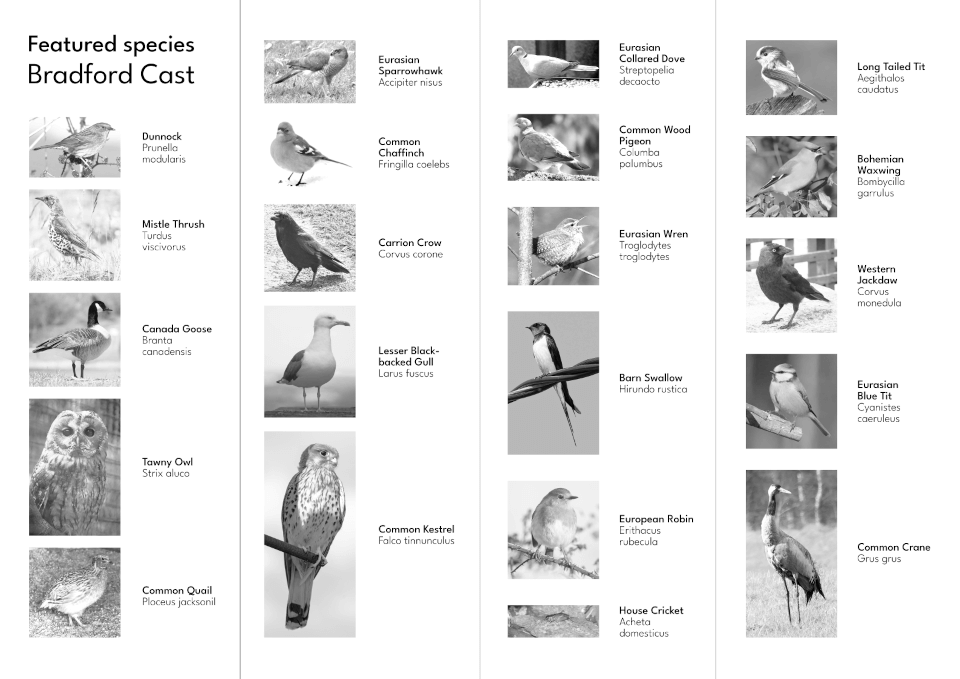 Featured species
Bradford Cast
Dunnock
Prunella
modularis
Mistle Thrush
Turdus
viscivorus
Canada Goose
Branta
canadensis
Tawny Owl
Strix aluco
Common Quail
Ploceus jacksonil
Eurasian
Sparrowhawk
Accipiter nisus
Common
Chaffinch
Fringilla coelebs
Carrion Crow
Corvus corone
Lesser Black-
backed Gull
Larus fuscus
Common Kestrel
Falco tinnunculus
Eurasian
Collared Dove
Streptopelia
decaocto
Common Wood
Pigeon
Columba
palumbus
Eurasian Wren
Troglodytes
troglodytes
Barn Swallow
Hirundo rustica
European Robin
Erithacus
rubecula
House Cricket
Acheta
domesticus
Long Tailed Tit
Aegithalos
caudatus
Bohemian
Waxwing
Bombycilla
garrulus
Western
Jackdaw
Corvus
monedula
Eurasian
Blue Tit
Cyanistes
caeruleus
Common Crane
Grus grus